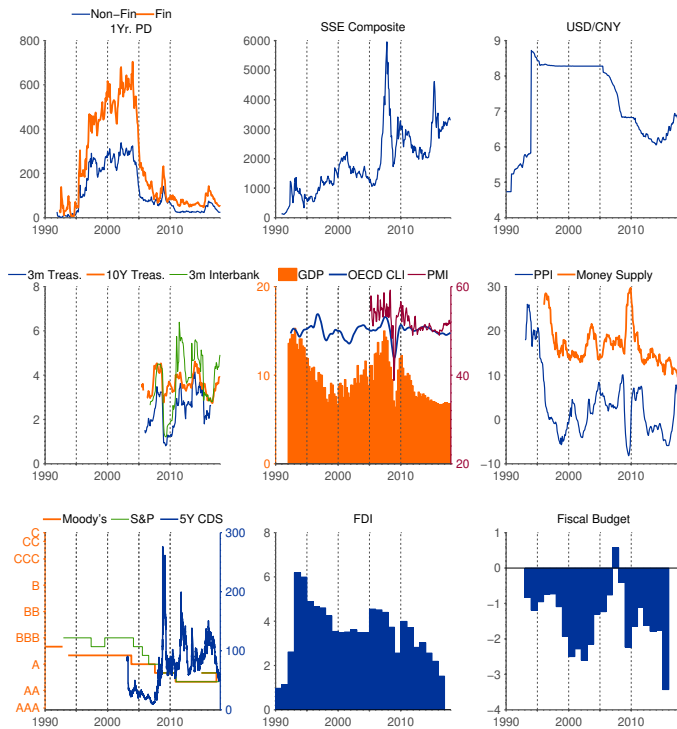 Non-Fin Fin
1Yr. PD SSE Composite USD/CNY
800 6000 9
5000 8
600
4000 7
400 3000
6
2000
200
1000 5
0 0 4
1990 2000 2010 1990 2000 2010 1990 2000 2010
3m Treas. 10Y Treas. 3m Interbank GDP OECD CLI PMI PPI Money Supply
8 20 60 30
6 15 50 20
4 10 10
2 5 40 0
0 0 20 −10
30
1990 2000 2010 1990 2000 2010 1990 2000 2010
Moody's S&P 5Y CDS FDI Fiscal Budget
C 300 8 1
CC
CCC 6 0
B 200 −1
BB 4
BBB 100 −2
A 2 −3
AA
AAA 0 0 −4
1990 2000 2010 1990 2000 2010 1990 2000 2010